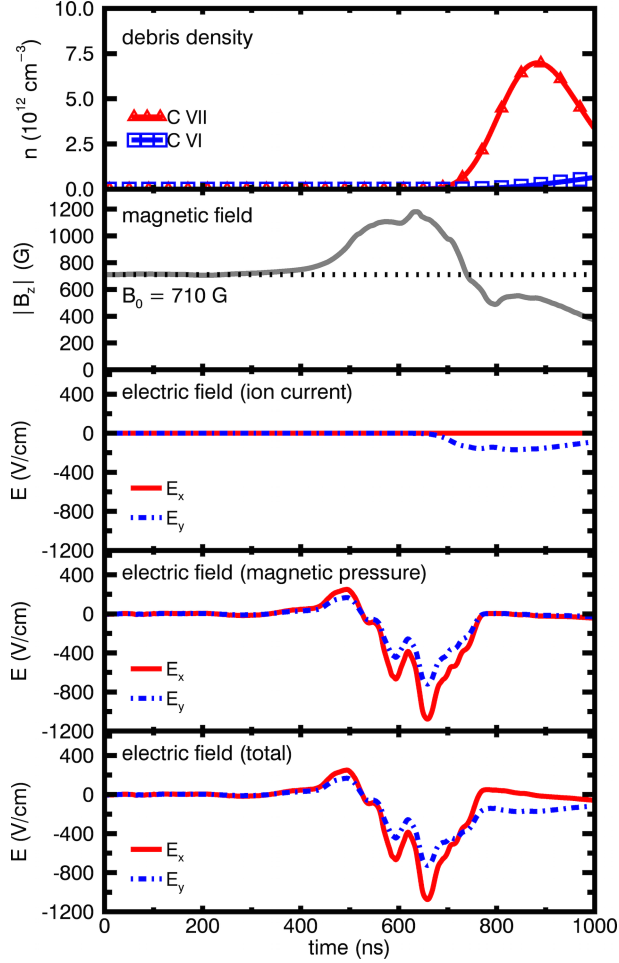 10.0
debris density
7.5
n (10¹² cm⁻³)
5.0
C VII
2.5
C VI
0.0
1200
magnetic field
1000
|B_z| (G)
800
600
B₀ = 710 G
400
200
0
electric field (ion current)
400
E (V/cm)
0
-400
-800
E_x
E_y
-1200
electric field (magnetic pressure)
400
E (V/cm)
0
-400
-800
E_x
E_y
-1200
electric field (total)
400
E (V/cm)
0
-400
-800
E_x
E_y
-1200
0 200 400 600 800 1000
time (ns)